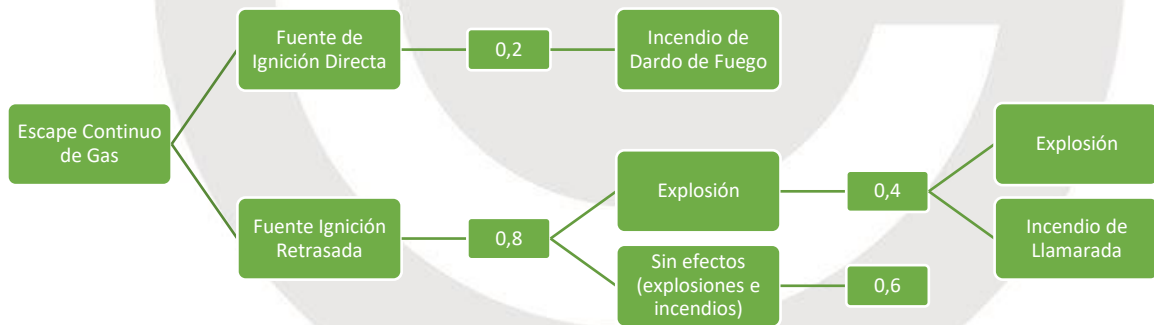 Escape Continuo
de Gas
Fuente de
Ignición Directa
0,2
Incendio de
Dardo de Fuego
Fuente Ignición
Retrasada
0,8
Explosión
0,4
Explosión
Incendio de
Llamarada
Sin efectos
(explosiones e
incendios)
0,6